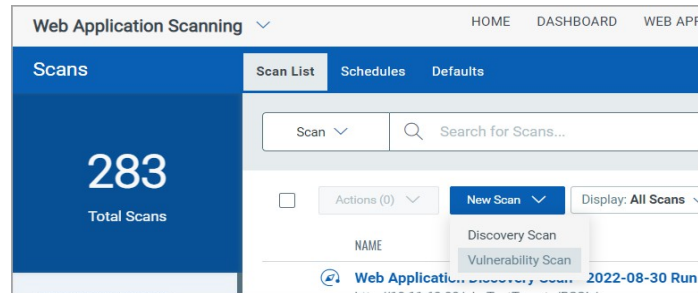 Web Application Scanning HOME DASHBOARD WEB APP
Scans Scan List Schedules Defaults
Scan Search for Scans...
283
Total Scans
Actions (0) New Scan Display: All Scans
Discovery Scan
NAME
Vulnerability Scan
Web Application Discovery Scan 2022-08-30 Run